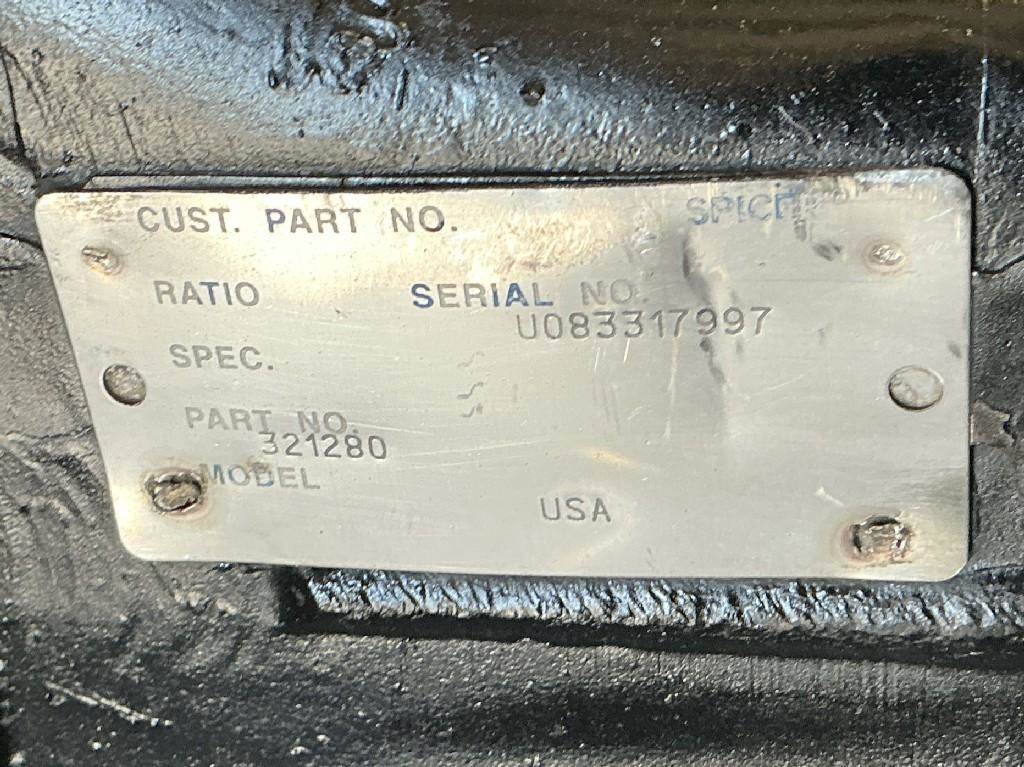 CUST. PART NO. SPICER
RATIO SERIAL NO.
U083317997
SPEC.
PART NO.
321280
MODEL
USA